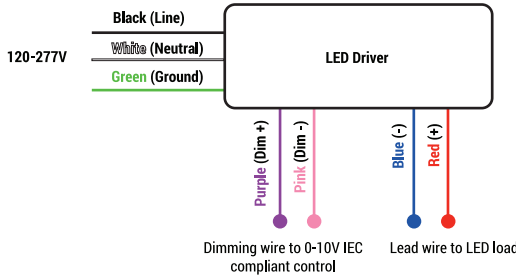 Black (Line)
120-277V
White (Neutral)
Green (Ground)
LED Driver
Purple (Dim +)
Pink (Dim -)
Blue (-)
Red (+)
Dimming wire to 0-10V IEC
compliant control
Lead wire to LED load